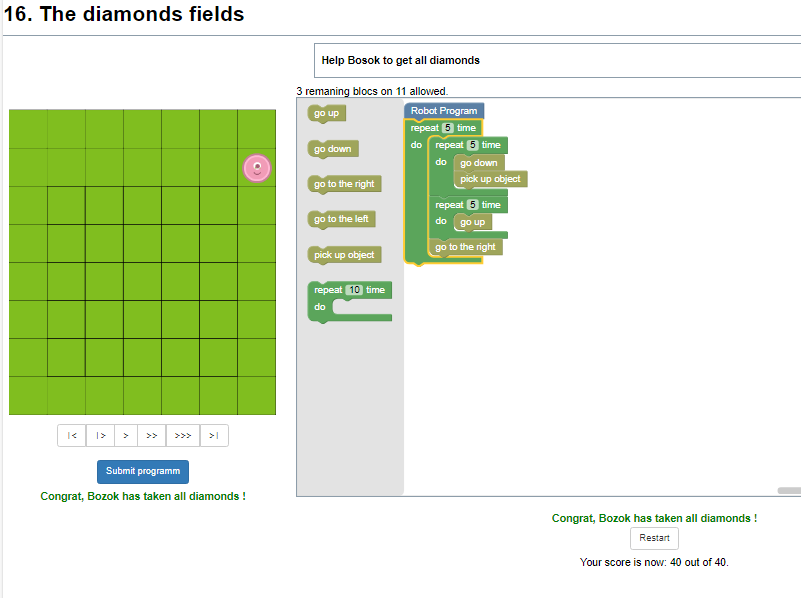 16. The diamonds fields
Help Bosok to get all diamonds
3 remaning blocs on 11 allowed.
go up
go down
go to the right
go to the left
pick up object
repeat 10 time
do
Robot Program
repeat 5 time
do
repeat 5 time
do
go down
pick up object
repeat 5 time
do
go up
go to the right
|<
|>
>
>>
>>>
>|
Submit programm
Congrat, Bozok has taken all diamonds !
Congrat, Bozok has taken all diamonds !
Restart
Your score is now: 40 out of 40.